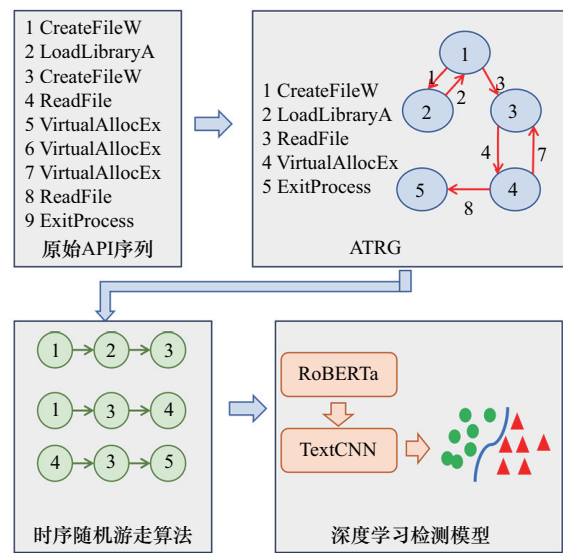 1 CreateFileW
2 LoadLibraryA
3 CreateFileW
4 ReadFile
5 VirtualAllocEx
6 VirtualAllocEx
7 VirtualAllocEx
8 ReadFile
9 ExitProcess
原始API序列
1 CreateFileW
2 LoadLibraryA
3 ReadFile
4 VirtualAllocEx
5 ExitProcess
1
1
2
3
2
3
4
7
5
4
8
ATRG
1 2 3
1 3 4
4 3 5
时序随机游走算法
RoBERTa
TextCNN
深度学习检测模型